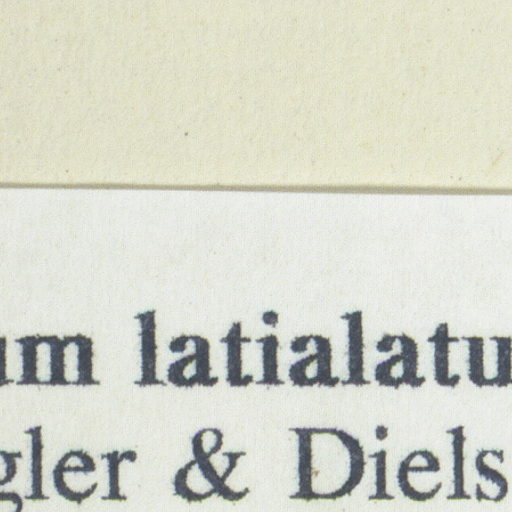 um latialatu
gler & Diels